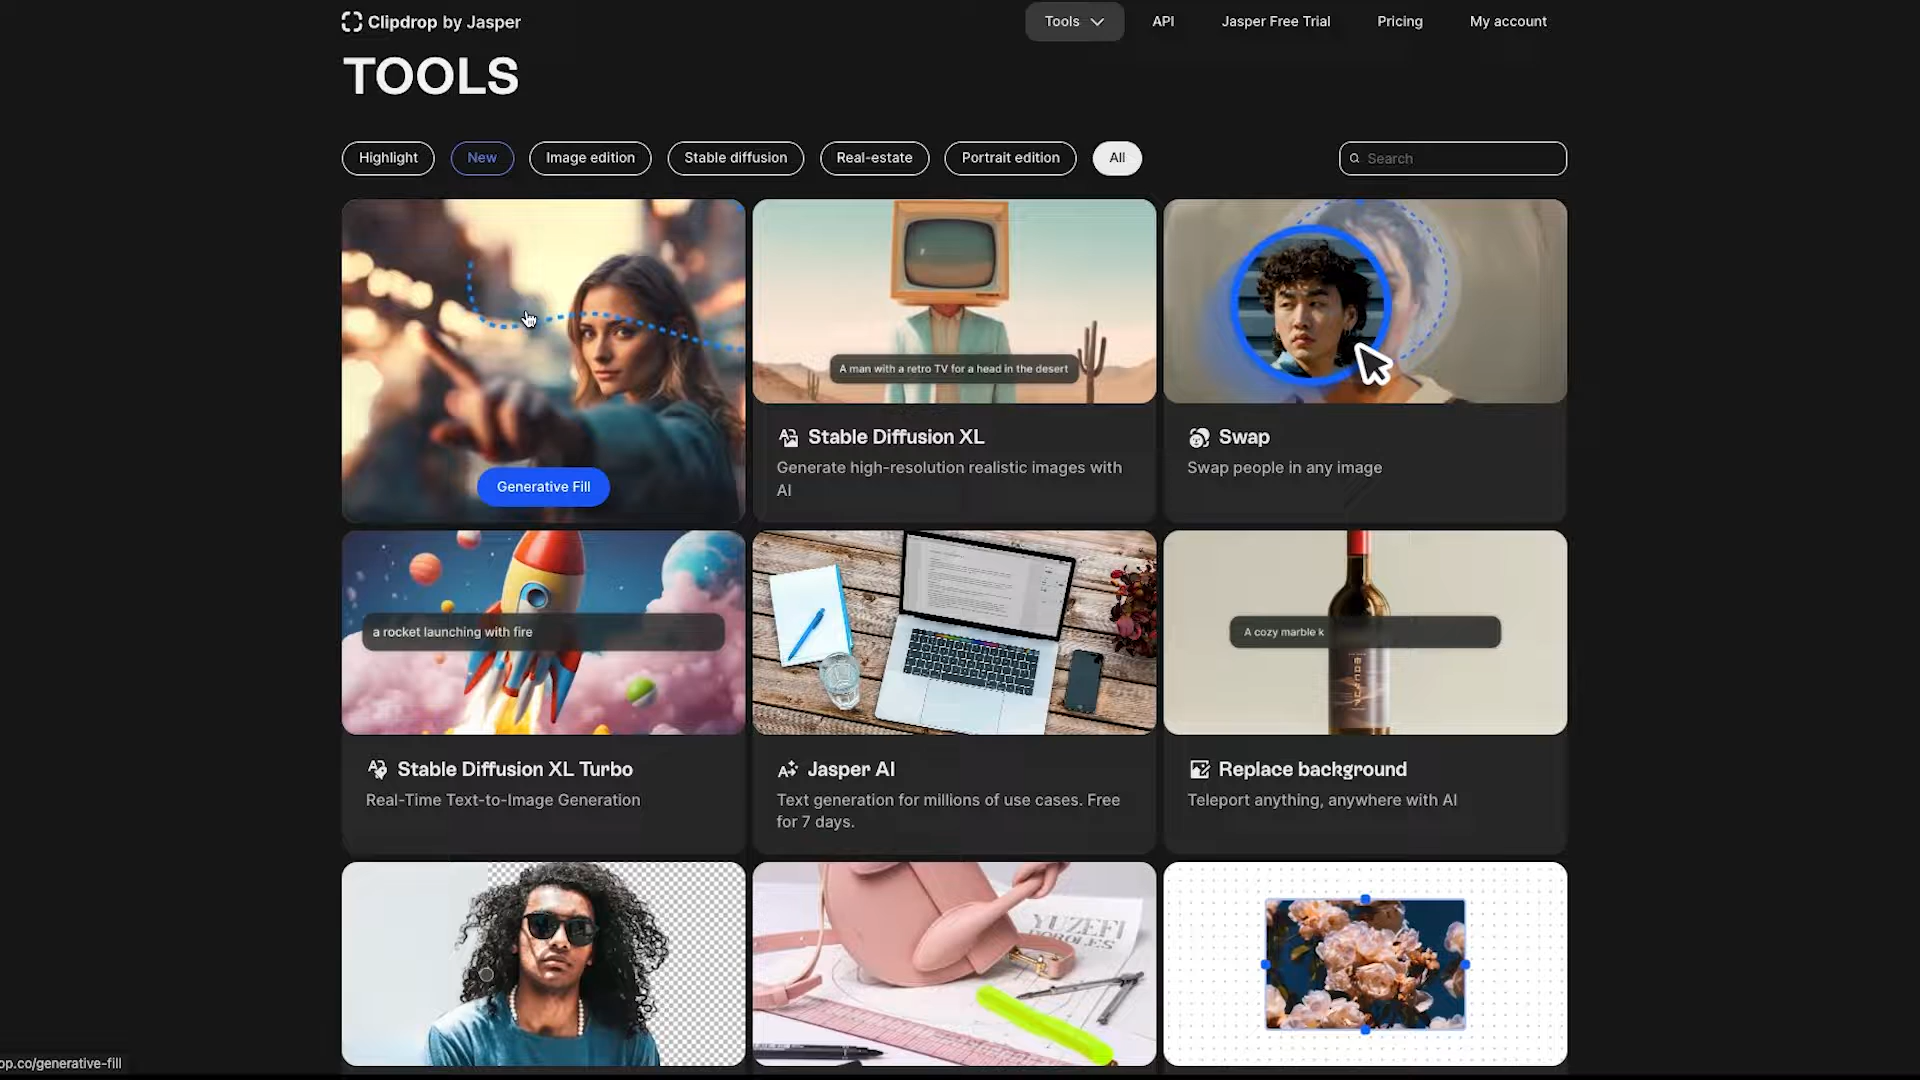 Clipdrop by Jasper
Tools
API
Jasper Free Trial
Pricing
My account
TOOLS
Highlight
New
Image edition
Stable diffusion
Real-estate
Portrait edition
All
Search
Generative Fill
A man with a retro TV for a head in the desert
Stable Diffusion XL
Generate high-resolution realistic images with
AI
Swap
Swap people in any image
a rocket launching with fire
Stable Diffusion XL Turbo
Real-Time Text-to-Image Generation
Jasper AI
Text generation for millions of use cases. Free
for 7 days.
A cozy marble k
Replace background
Teleport anything, anywhere with AI
YUZEFI
op.co/generative-fill